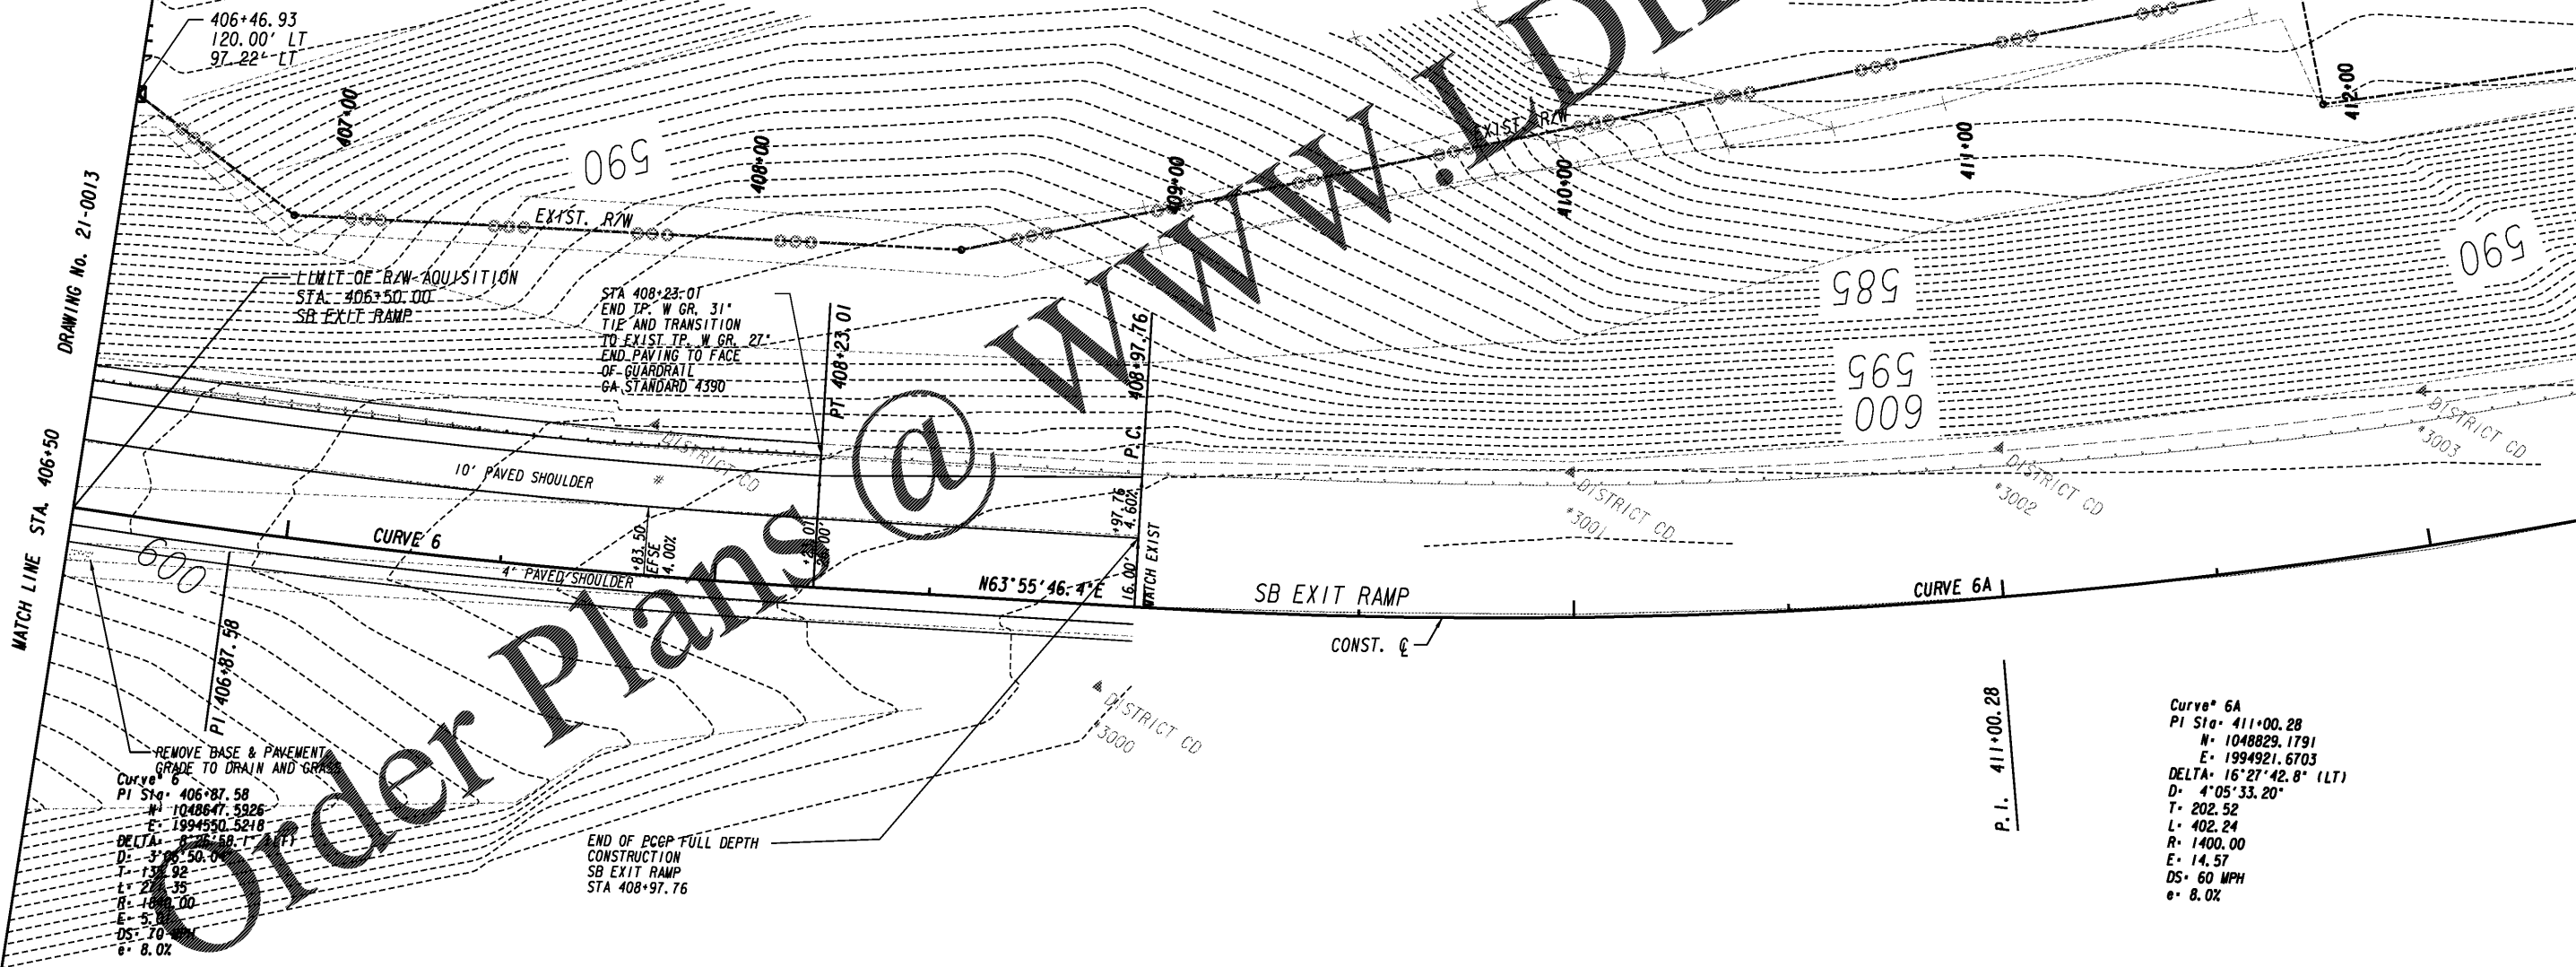 406+46.93
120.00' LT
97.22' LT
407+00
408+00
409+00
410+00
411+00
412+00
590
EXIST. R/W
EXIST. R/W
DRAWING No. 21-0013
MATCH LINE STA. 406+50
LIMIT OF R/W AQUISITION
STA. 406+50.00
SB EXIT RAMP
STA 408+23.01
END TP. W GR. 31"
TIE AND TRANSITION
TO EXIST TP. W GR. 27"
END PAVING TO FACE
OF GUARDRAIL
GA STANDARD 4390
PT 408+23.01
P.C. 408+97.76
585
595
600
590
DISTRICT CD
#
DISTRICT CD
*3001
DISTRICT CD
*3002
DISTRICT CD
*3003
10' PAVED SHOULDER
CURVE 6
600
4' PAVED SHOULDER
+83.50
EFSE
4.00%
+23.01
+97.76
4.60%
16.00'
MATCH EXIST
N63°55'46.4"E
SB EXIT RAMP
CURVE 6A
CONST. ℄
PI 406+87.58
DISTRICT CD
3000
P.I. 411+00.28
REMOVE BASE & PAVEMENT
GRADE TO DRAIN AND GRASS
Curve* 6
PI Sta= 406+87.58
N= 1048647.5926
E= 1994550.5218
DELTA=
D=
R=
DS= 70 MPH
e= 8.0%
END OF PCCP FULL DEPTH
CONSTRUCTION
SB EXIT RAMP
STA 408+97.76
Curve* 6A
PI Sta= 411+00.28
N= 1048829.1791
E= 1994921.6703
DELTA= 16°27'42.8" (LT)
D= 4°05'33.20"
T= 202.52
L= 402.24
R= 1400.00
E= 14.57
DS= 60 MPH
e= 8.0%
Order Plans @ www.